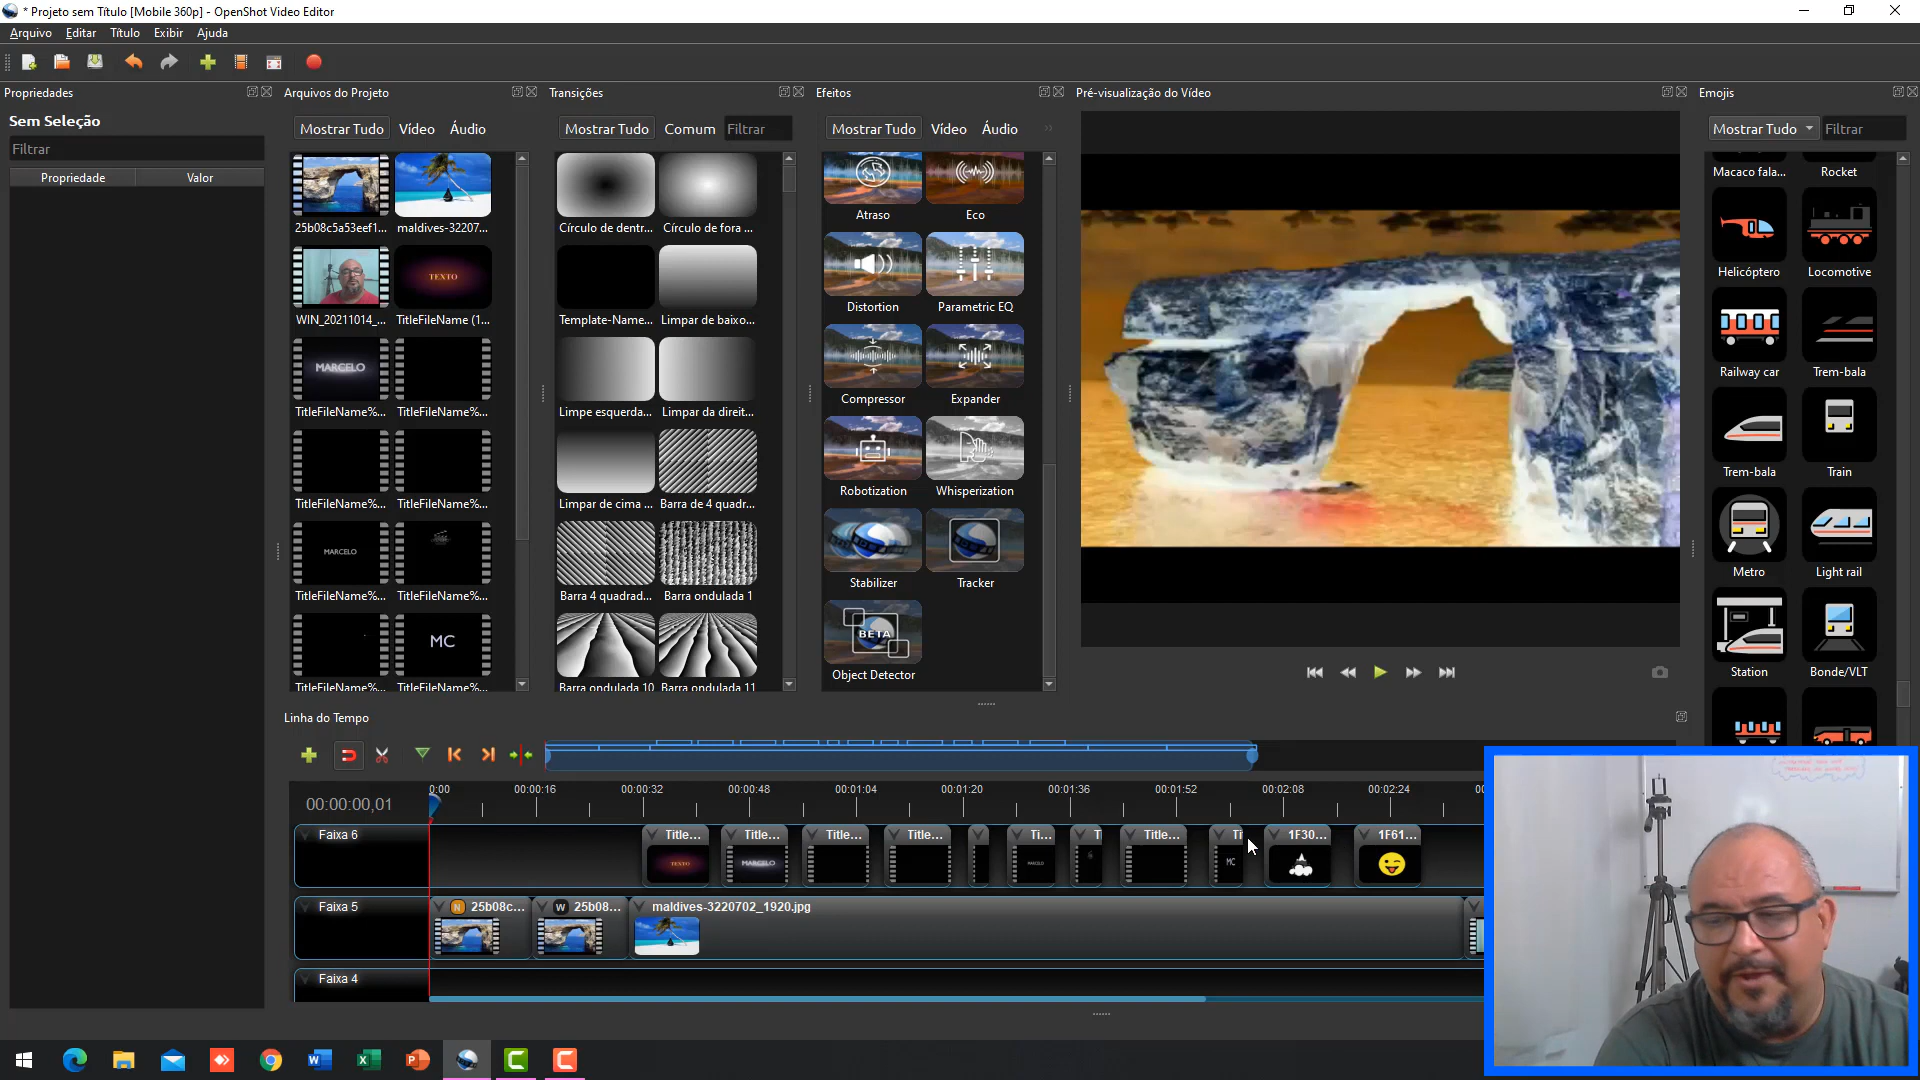 * Projeto sem Título [Mobile 360p] - OpenShot Video Editor
Arquivo Editar Título Exibir Ajuda
Propriedades
Sem Seleção
Filtrar
Propriedade Valor
Arquivos do Projeto
Mostrar Tudo Vídeo Áudio
25b08c5a53eef1... maldives-32207...
TEXTO
WIN_20211014_... TitleFileName (1...
MARCELO
TitleFileName%... TitleFileName%...
TitleFileName%... TitleFileName%...
MARCELO
TitleFileName%... TitleFileName%...
MC
TitleFileName%... TitleFileName%...
Transições
Mostrar Tudo Comum Filtrar
Círculo de dentr... Círculo de fora ...
Template-Name... Limpar de baixo...
Limpe esquerda... Limpar da direit...
Limpar de cima ... Barra de 4 quadr...
Barra 4 quadrad... Barra ondulada 1
Barra ondulada 10 Barra ondulada 11
Efeitos
Mostrar Tudo Vídeo Áudio
Atraso Eco
Distortion Parametric EQ
Compressor Expander
Robotization Whisperization
Stabilizer Tracker
BETA
Object Detector
Pré-visualização do Vídeo
Emojis
Mostrar Tudo Filtrar
Macaco fala... Rocket
Helicóptero Locomotive
Railway car Trem-bala
Trem-bala Train
Metro Light rail
Station Bonde/VLT
Linha do Tempo
00:00:00,01
0:00 00:00:16 00:00:32 00:00:48 00:01:04 00:01:20 00:01:36 00:01:52 00:02:08 00:02:24
Faixa 6
Title... Title... Title... Title... Ti... T Title... Ti 1F30... 1F61...
TEXTO MARCELO MARCELO MC
Faixa 5
N 25b08c... W 25b08... maldives-3220702_1920.jpg
Faixa 4